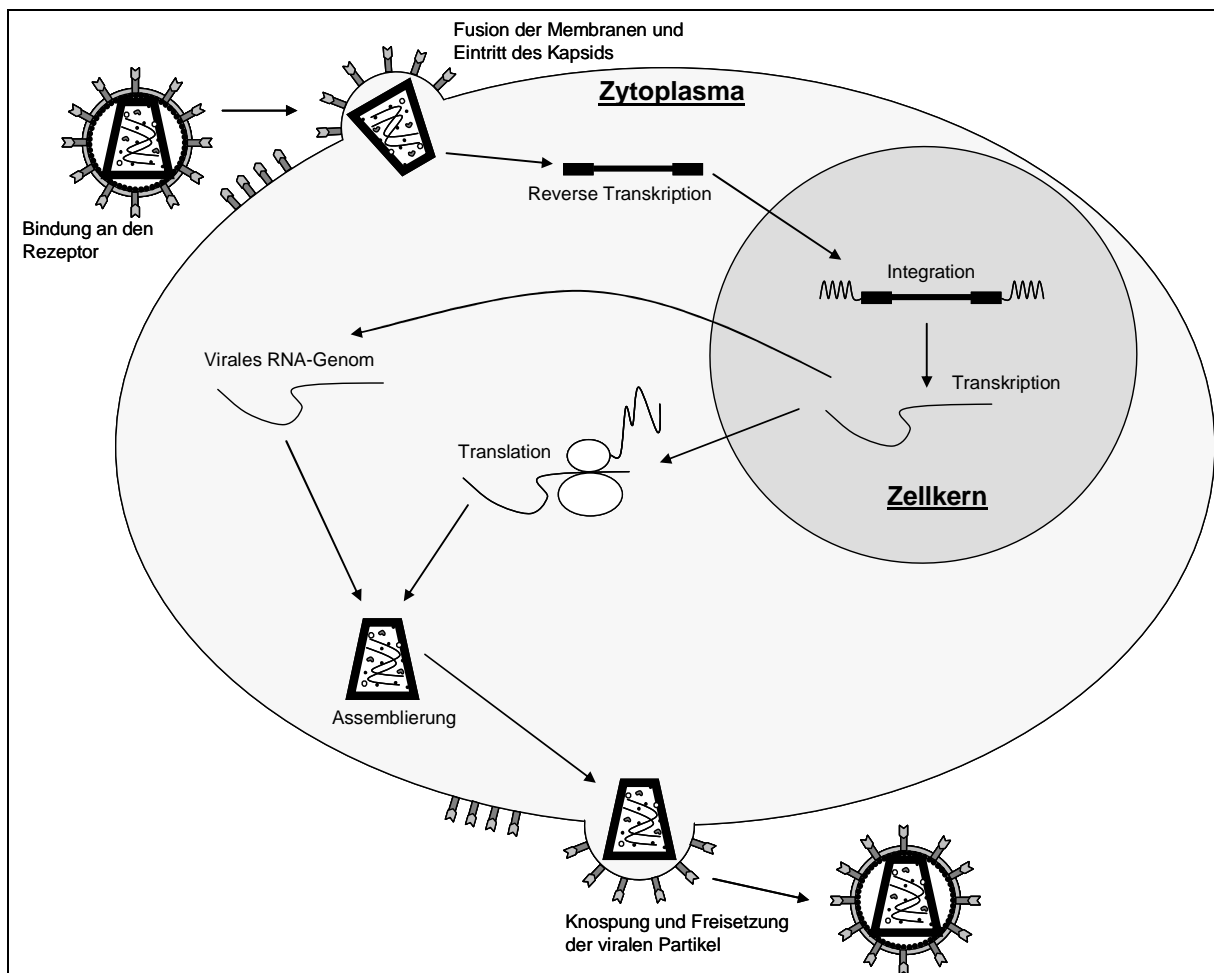 Fusion der Membranen und
Eintritt des Kapsids
Zytoplasma
Reverse Transkription
Bindung an den
Rezeptor
Integration
Virales RNA-Genom
Transkription
Translation
Zellkern
Assemblierung
Knospung und Freisetzung
der viralen Partikel